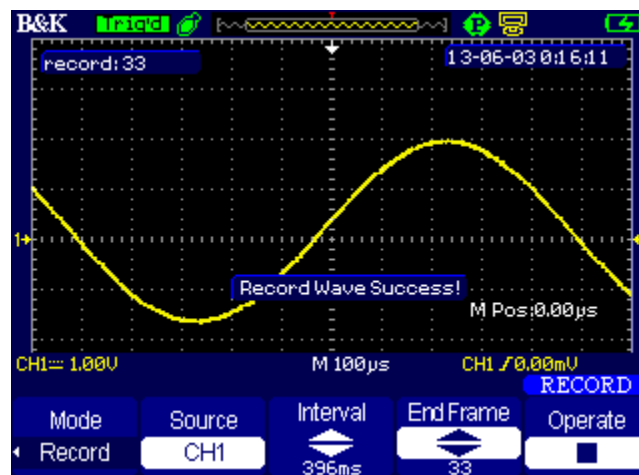 B&K Trig'd P
record:33 13-06-03 0:16:11
1
Record Wave Success!
M Pos:0.00µs
CH1 1.00V M 100µs CH1 0.00mV
RECORD
Mode Source Interval End Frame Operate
Record CH1 396ms 33